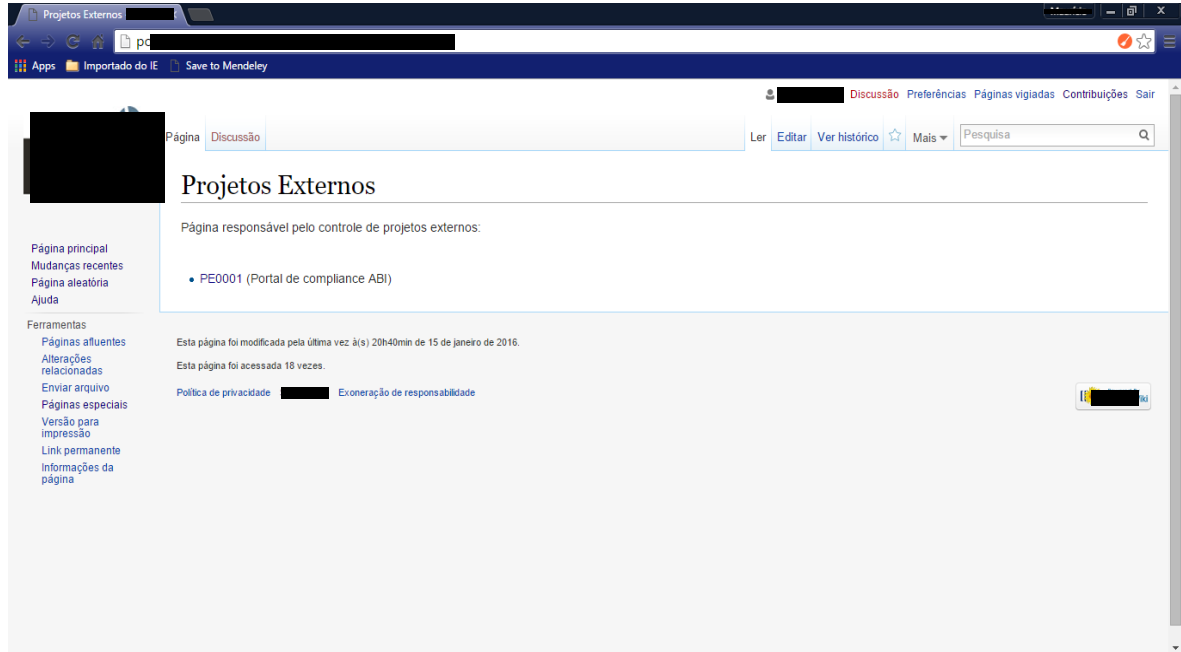 Projetos Externos
Apps Importado do IE Save to Mendeley
Discussão Preferências Páginas vigiadas Contribuições Sair
Página Discussão
Ler Editar Ver histórico Mais Pesquisa
Projetos Externos
Página responsável pelo controle de projetos externos:
PE0001 (Portal de compliance ABI)
Página principal
Mudanças recentes
Página aleatória
Ajuda
Ferramentas
Páginas afluentes
Alterações
relacionadas
Enviar arquivo
Páginas especiais
Versão para
impressão
Link permanente
Informações da
página
Esta página foi modificada pela última vez à(s) 20h40min de 15 de janeiro de 2016.
Esta página foi acessada 18 vezes.
Política de privacidade Exoneração de responsabilidade